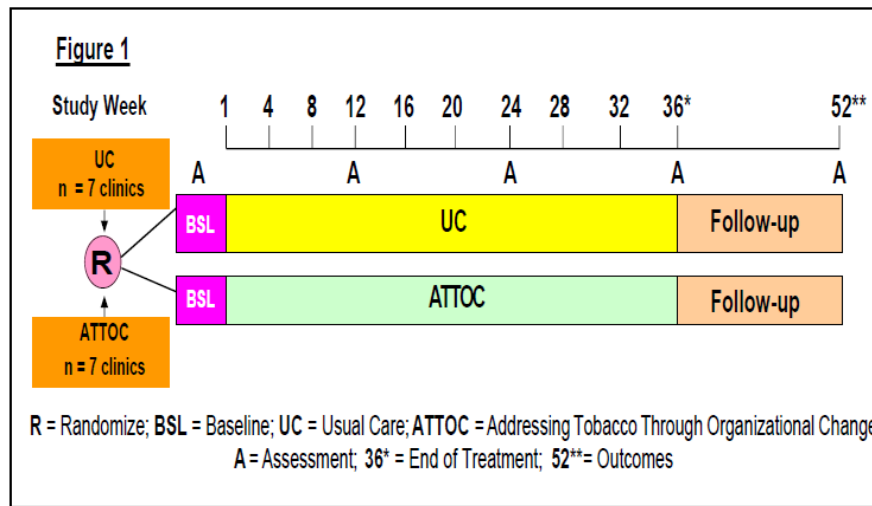 Figure 1
Study Week 1 4 8 12 16 20 24 28 32 36* 52**
UC
n = 7 clinics
A A A A A
BSL UC Follow-up
R
BSL ATTOC Follow-up
ATTOC
n = 7 clinics
R = Randomize; BSL = Baseline; UC = Usual Care; ATTOC = Addressing Tobacco Through Organizational Change
A = Assessment; 36* = End of Treatment; 52**= Outcomes